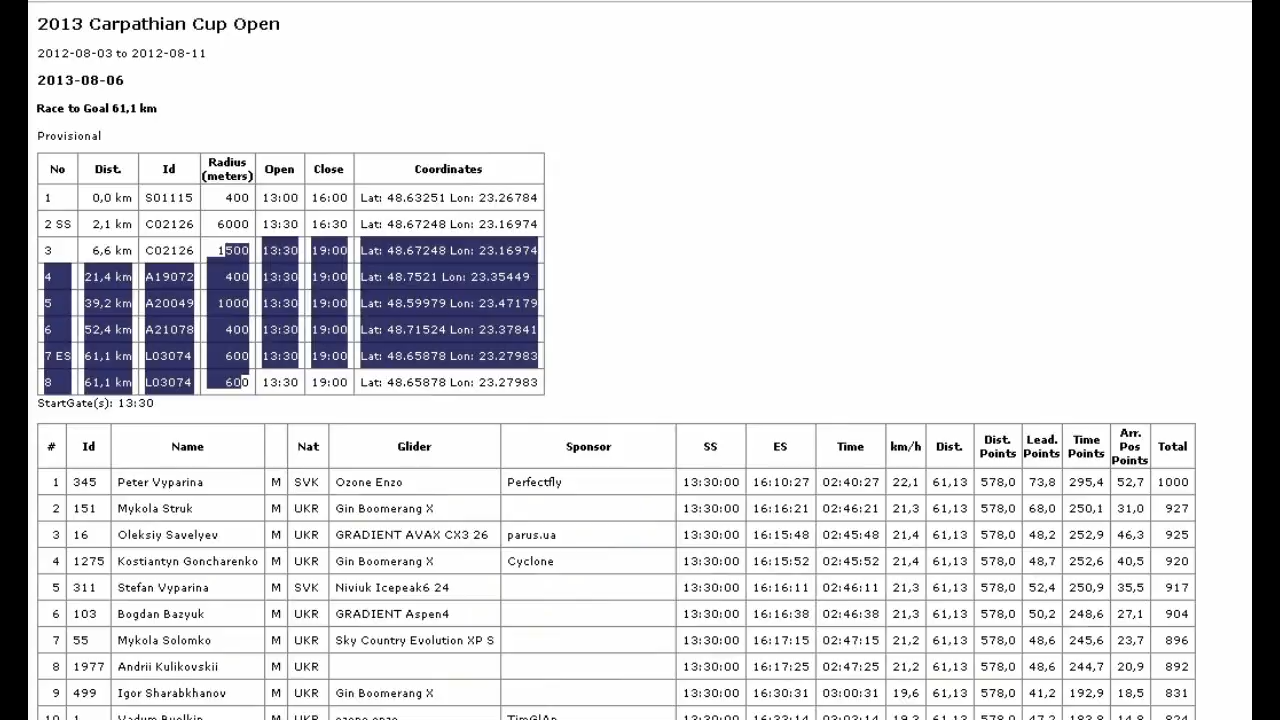 2013 Carpathian Cup Open
2012-08-03 to 2012-08-11
2013-08-06
Race to Goal 61,1 km
Provisional
No Dist. Id Radius (meters) Open Close Coordinates
1 0,0 km S01115 400 13:00 16:00 Lat: 48.63251 Lon: 23.26784
2 SS 2,1 km C02126 6000 13:30 16:30 Lat: 48.67248 Lon: 23.16974
3 6,6 km C02126 1500 13:30 19:00 Lat: 48.67248 Lon: 23.16974
4 21,4 km A19072 400 13:30 19:00 Lat: 48.7521 Lon: 23.35449
5 39,2 km A20049 1000 13:30 19:00 Lat: 48.59979 Lon: 23.47179
6 52,4 km A21078 400 13:30 19:00 Lat: 48.71524 Lon: 23.37841
7 ES 61,1 km L03074 600 13:30 19:00 Lat: 48.65878 Lon: 23.27983
8 61,1 km L03074 600 13:30 19:00 Lat: 48.65878 Lon: 23.27983
StartGate(s): 13:30
# Id Name Nat Glider Sponsor SS ES Time km/h Dist. Dist. Points Lead. Points Time Points Arr. Pos Points Total
1 345 Peter Vyparina M SVK Ozone Enzo Perfectfly 13:30:00 16:10:27 02:40:27 22,1 61,13 578,0 73,8 295,4 52,7 1000
2 151 Mykola Struk M UKR Gin Boomerang X 13:30:00 16:16:21 02:46:21 21,3 61,13 578,0 68,0 250,1 31,0 927
3 16 Oleksiy Savelyev M UKR GRADIENT AVAX CX3 26 parus.ua 13:30:00 16:15:48 02:45:48 21,4 61,13 578,0 48,2 252,9 46,3 925
4 1275 Kostiantyn Goncharenko M UKR Gin Boomerang X Cyclone 13:30:00 16:15:52 02:45:52 21,4 61,13 578,0 48,7 252,6 40,5 920
5 311 Stefan Vyparina M SVK Niviuk Icepeak6 24 13:30:00 16:16:11 02:46:11 21,3 61,13 578,0 52,4 250,9 35,5 917
6 103 Bogdan Bazyuk M UKR GRADIENT Aspen4 13:30:00 16:16:38 02:46:38 21,3 61,13 578,0 50,2 248,6 27,1 904
7 55 Mykola Solomko M UKR Sky Country Evolution XP S 13:30:00 16:17:15 02:47:15 21,2 61,13 578,0 48,6 245,6 23,7 896
8 1977 Andrii Kulikovskii M UKR 13:30:00 16:17:25 02:47:25 21,2 61,13 578,0 48,6 244,7 20,9 892
9 499 Igor Sharabkhanov M UKR Gin Boomerang X 13:30:00 16:30:31 03:00:31 19,6 61,13 578,0 41,2 192,9 18,5 831